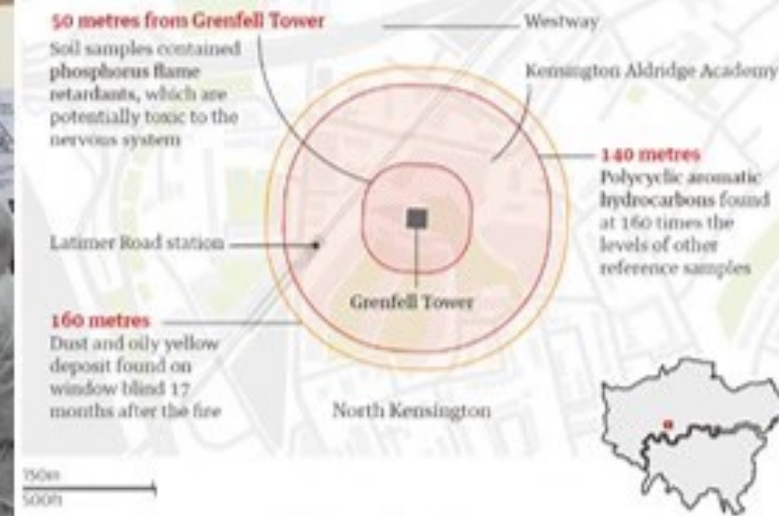 50 metres from Grenfell Tower
Soil samples contained
phosphorus flame
retardants, which are
potentially toxic to the
nervous system
Westway
Kensington Aldridge Academy
140 metres
Polycyclic aromatic
hydrocarbons found
at 160 times the
levels of other
reference samples
Latimer Road station
Grenfell Tower
160 metres
Dust and oily yellow
deposit found on
window blind 17
months after the fire
North Kensington
150m
500ft